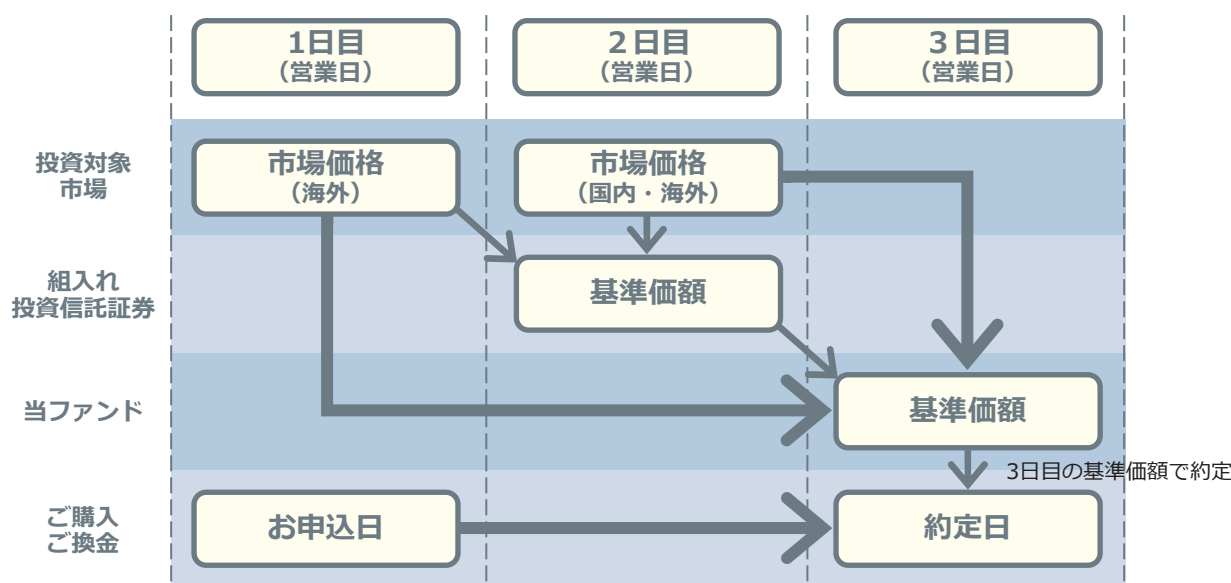 1日目
（営業日）
２日目
（営業日）
３日目
（営業日）
投資対象
市場
市場価格
（海外）
市場価格
（国内・海外）
組入れ
投資信託証券
基準価額
当ファンド
基準価額
3日目の基準価額で約定
ご購入
ご換金
お申込日
約定日